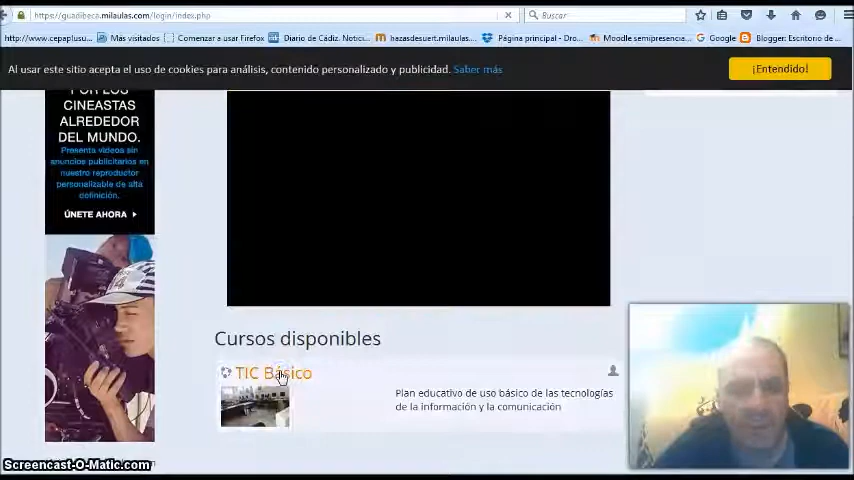 https://guadibeca.milaulas.com/login/index.php
Buscar
http://www.cepaplusu...
Más visitados
Comenzar a usar Firefox
Diario de Cádiz. Notici...
hazasdesuert.milaulas....
Página principal - Dro...
Moodle semipresencia...
Google
Blogger: Escritorio de ...
Al usar este sitio acepta el uso de cookies para análisis, contenido personalizado y publicidad. Saber más
¡Entendido!
POR LOS
CINEASTAS
ALREDEDOR
DEL MUNDO.
Presenta videos sin
anuncios publicitarios en
nuestro reproductor
personalizable de alta
definición.
ÚNETE AHORA
Cursos disponibles
TIC Básico
Plan educativo de uso básico de las tecnologías
de la información y la comunicación
Screencast-O-Matic.com